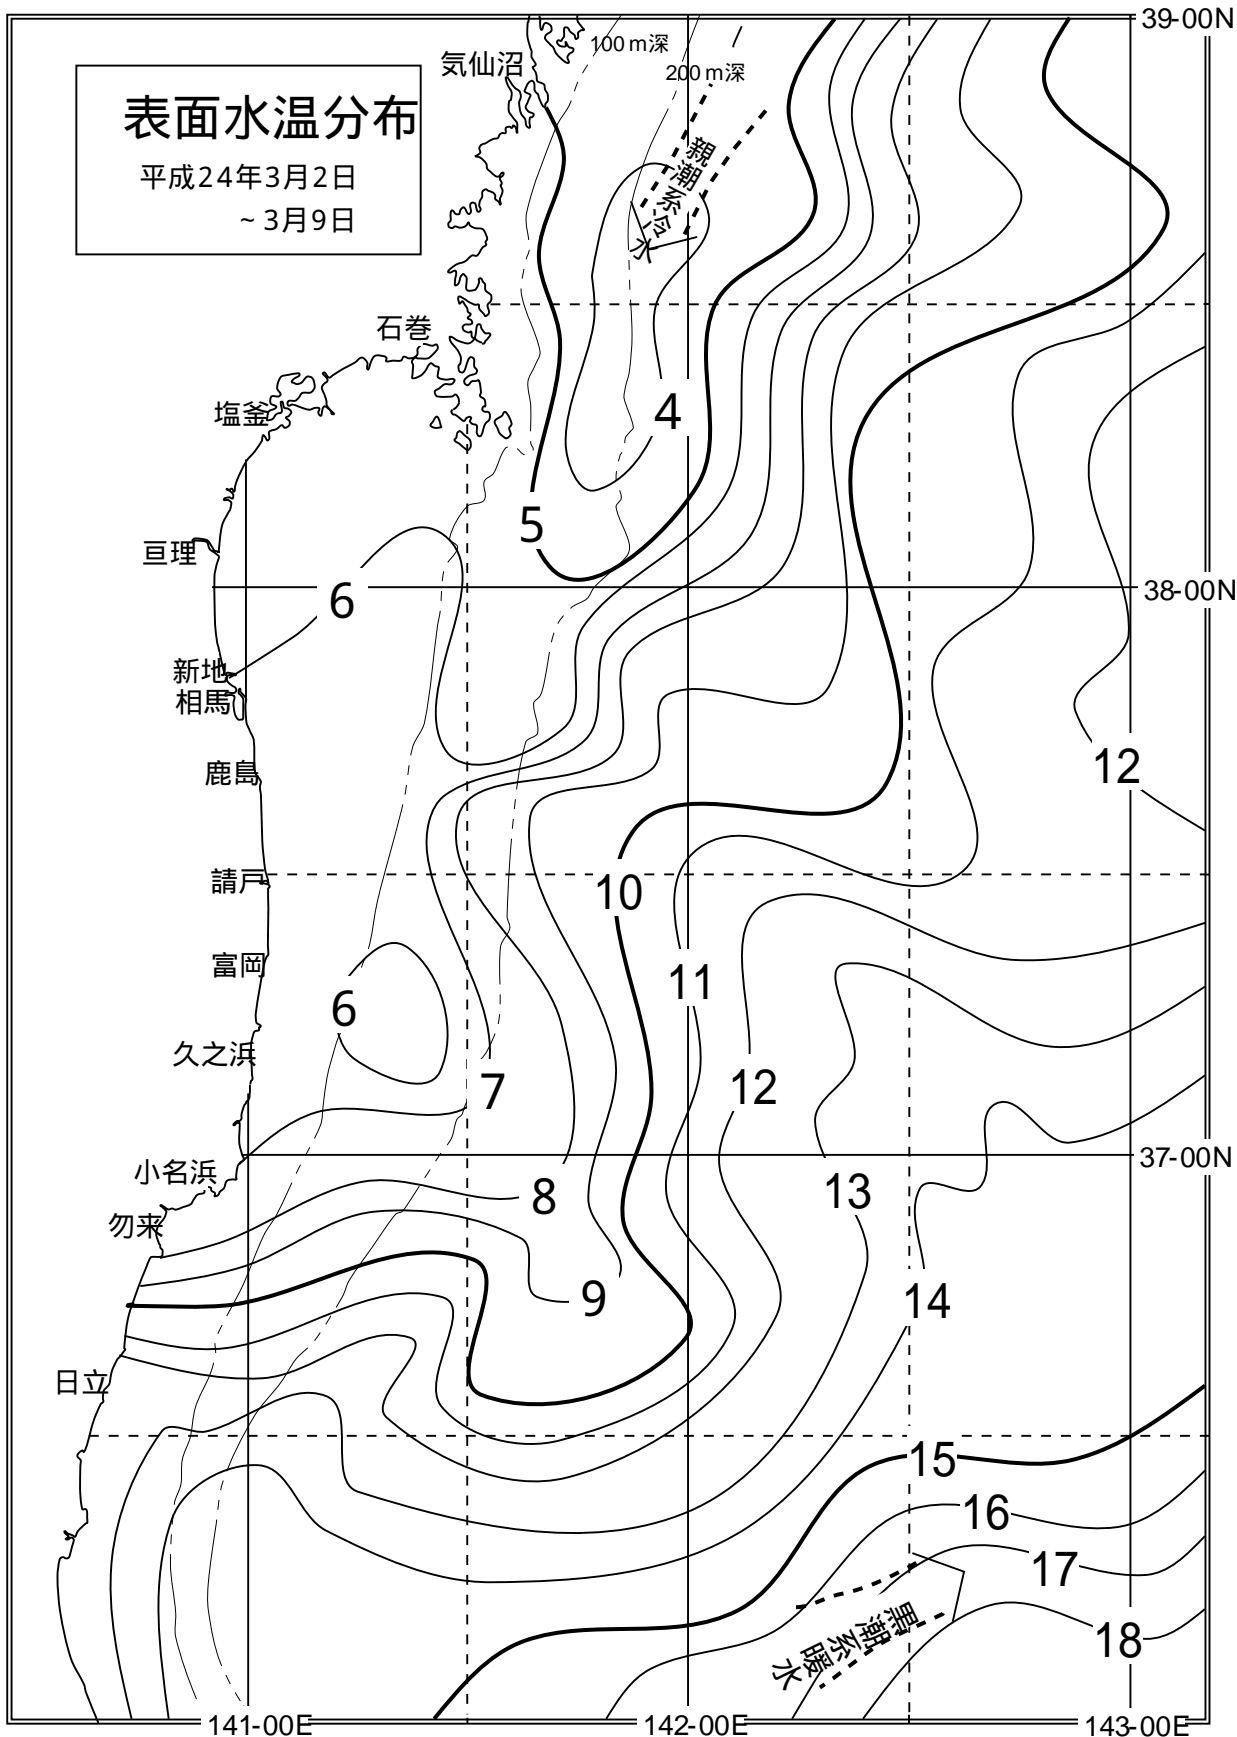 39-00N
100m深
気仙沼
200m深
表面水温分布
平成24年3月2日
~3月9日
親潮系冷水
石巻
塩釜
4
5
亘理
6
38-00N
新地
相馬
鹿島
12
請戸
10
富岡
11
6
久之浜
7
12
37-00N
小名浜
8
13
勿来
9
14
日立
15
16
17
黒潮系暖水
18
141-00E
142-00E
143-00E